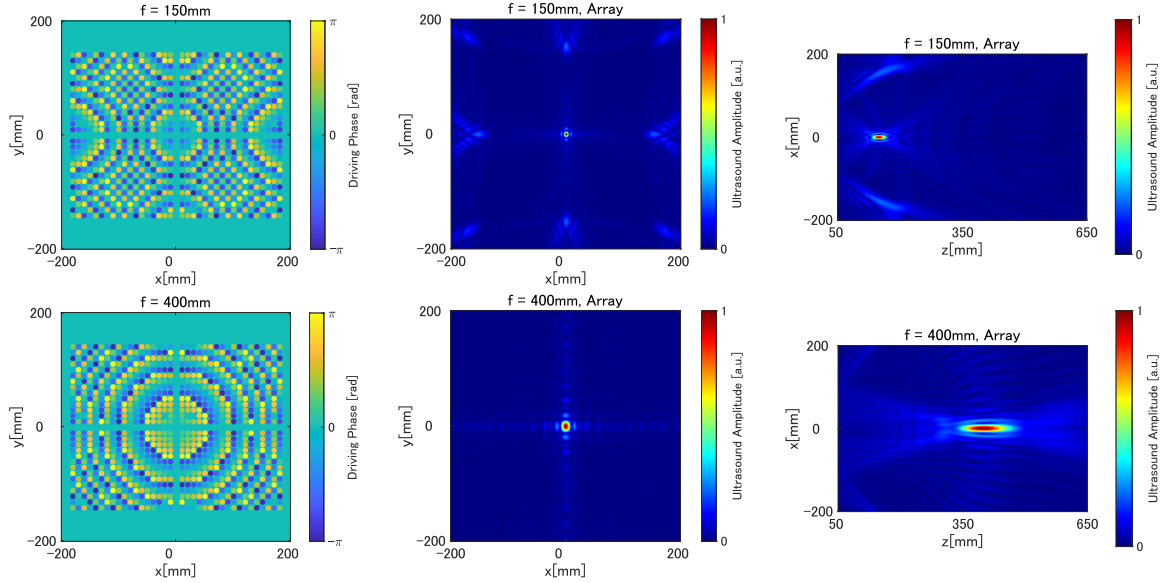 f = 150mm
200
0
−200
y[mm]
−200
0
200
x[mm]
π
0
−π
Driving Phase [rad]
f = 150mm, Array
200
0
−200
y[mm]
−200
0
200
x[mm]
1
0
Ultrasound Amplitude [a.u.]
f = 150mm, Array
200
0
−200
x[mm]
50
350
650
z[mm]
1
0
Ultrasound Amplitude [a.u.]
f = 400mm
200
0
−200
y[mm]
−200
0
200
x[mm]
π
0
−π
Driving Phase [rad]
f = 400mm, Array
200
0
−200
y[mm]
−200
0
200
x[mm]
1
0
Ultrasound Amplitude [a.u.]
f = 400mm, Array
200
0
−200
x[mm]
50
350
650
z[mm]
1
0
Ultrasound Amplitude [a.u.]